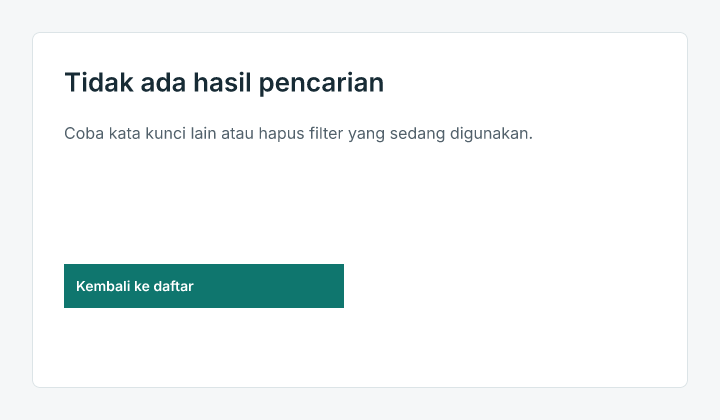 Tidak ada hasil pencarian
Coba kata kunci lain atau hapus filter yang sedang digunakan.
Kembali ke daftar